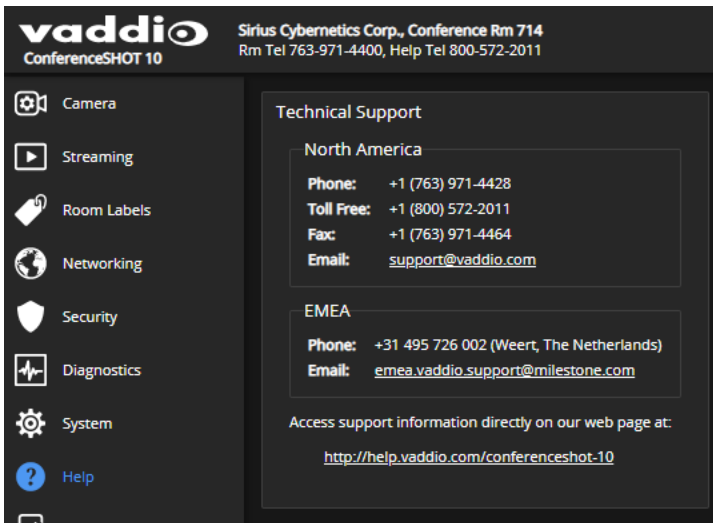 vaddio
ConferenceSHOT 10
Sirius Cybernetics Corp., Conference Rm 714
Rm Tel 763-971-4400, Help Tel 800-572-2011
Camera
Streaming
Room Labels
Networking
Security
Diagnostics
System
Help
Technical Support
North America
Phone: +1 (763) 971-4428
Toll Free: +1 (800) 572-2011
Fax: +1 (763) 971-4464
Email: support@vaddio.com
EMEA
Phone: +31 495 726 002 (Weert, The Netherlands)
Email: emea.vaddio.support@milestone.com
Access support information directly on our web page at:
http://help.vaddio.com/conferenceshot-10